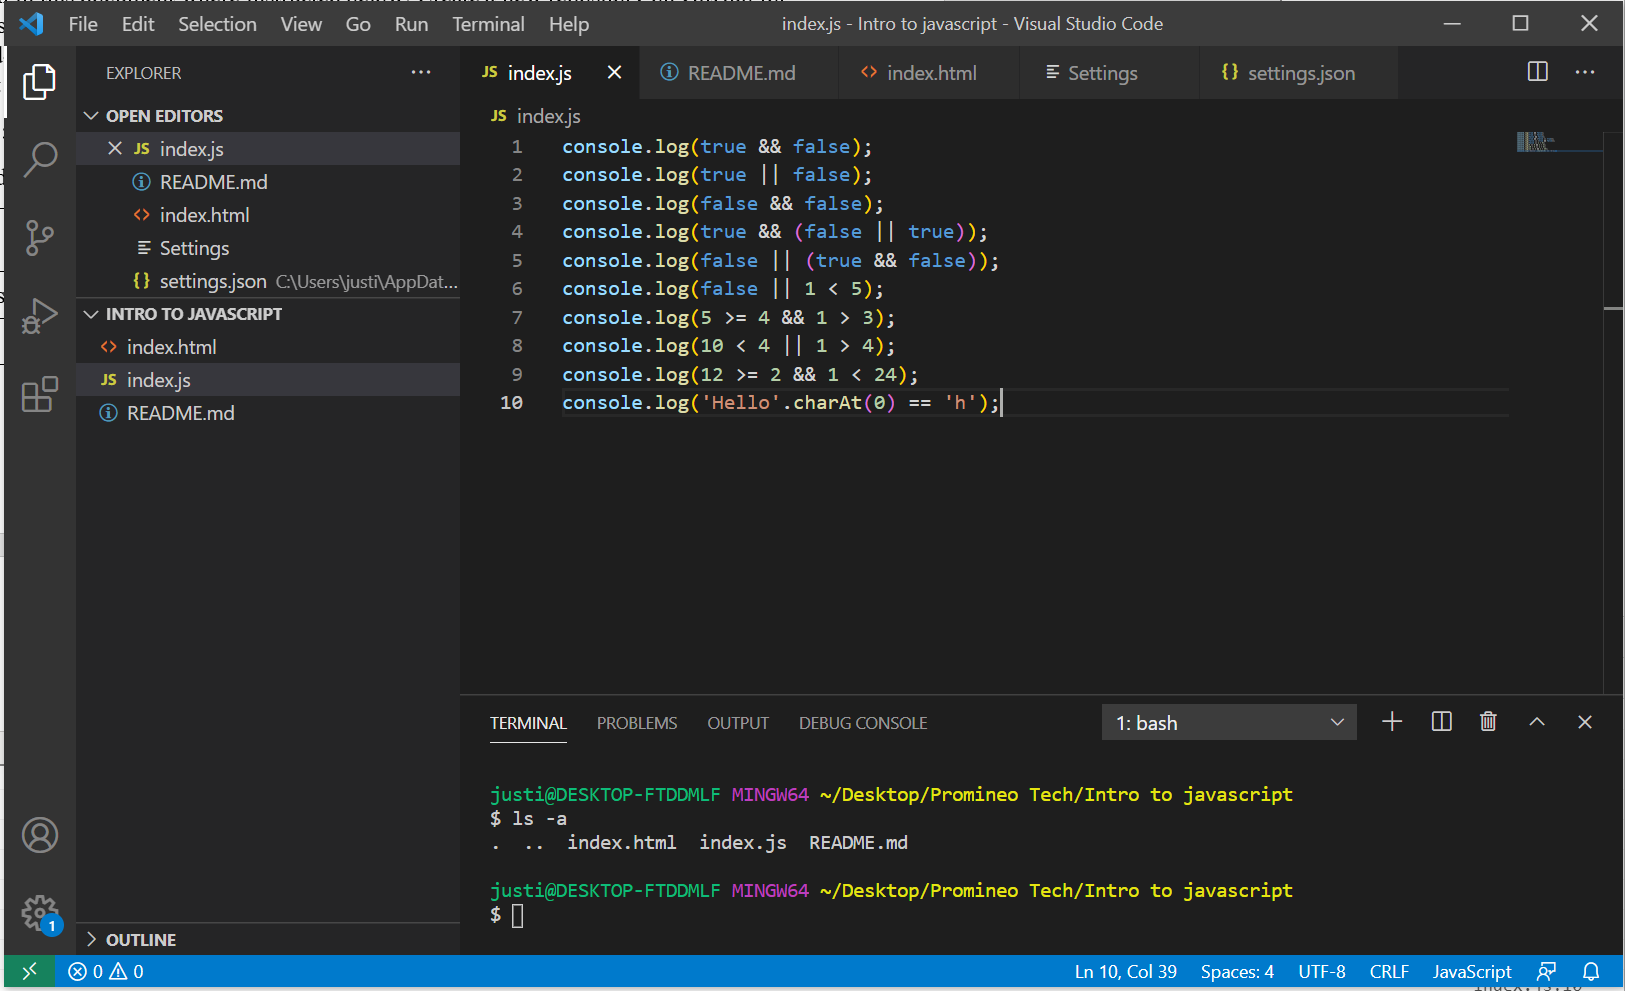 File Edit Selection View Go Run Terminal Help index.js - Intro to javascript - Visual Studio Code
EXPLORER
OPEN EDITORS
JS index.js
README.md
<> index.html
Settings
{} settings.json C:\Users\justi\AppDat...
INTRO TO JAVASCRIPT
<> index.html
JS index.js
README.md
OUTLINE
1
JS index.js README.md <> index.html Settings {} settings.json
JS index.js
1 console.log(true && false);
2 console.log(true || false);
3 console.log(false && false);
4 console.log(true && (false || true));
5 console.log(false || (true && false));
6 console.log(false || 1 < 5);
7 console.log(5 >= 4 && 1 > 3);
8 console.log(10 < 4 || 1 > 4);
9 console.log(12 >= 2 && 1 < 24);
10 console.log('Hello'.charAt(0) == 'h');
TERMINAL PROBLEMS OUTPUT DEBUG CONSOLE 1: bash
justi@DESKTOP-FTDDMLF MINGW64 ~/Desktop/Promineo Tech/Intro to javascript
$ ls -a
. .. index.html index.js README.md
justi@DESKTOP-FTDDMLF MINGW64 ~/Desktop/Promineo Tech/Intro to javascript
$
0 0 Ln 10, Col 39 Spaces: 4 UTF-8 CRLF JavaScript